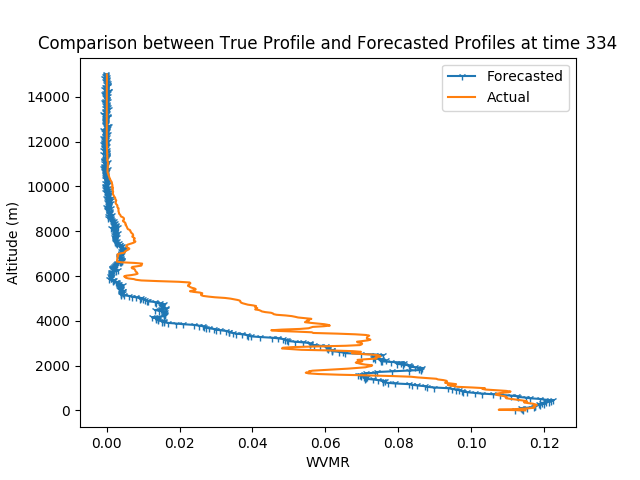 Comparison between True Profile and Forecasted Profiles at time 334
Forecasted
Actual
Altitude (m)
14000
12000
10000
8000
6000
4000
2000
0
0.00 0.02 0.04 0.06 0.08 0.10 0.12
WVMR